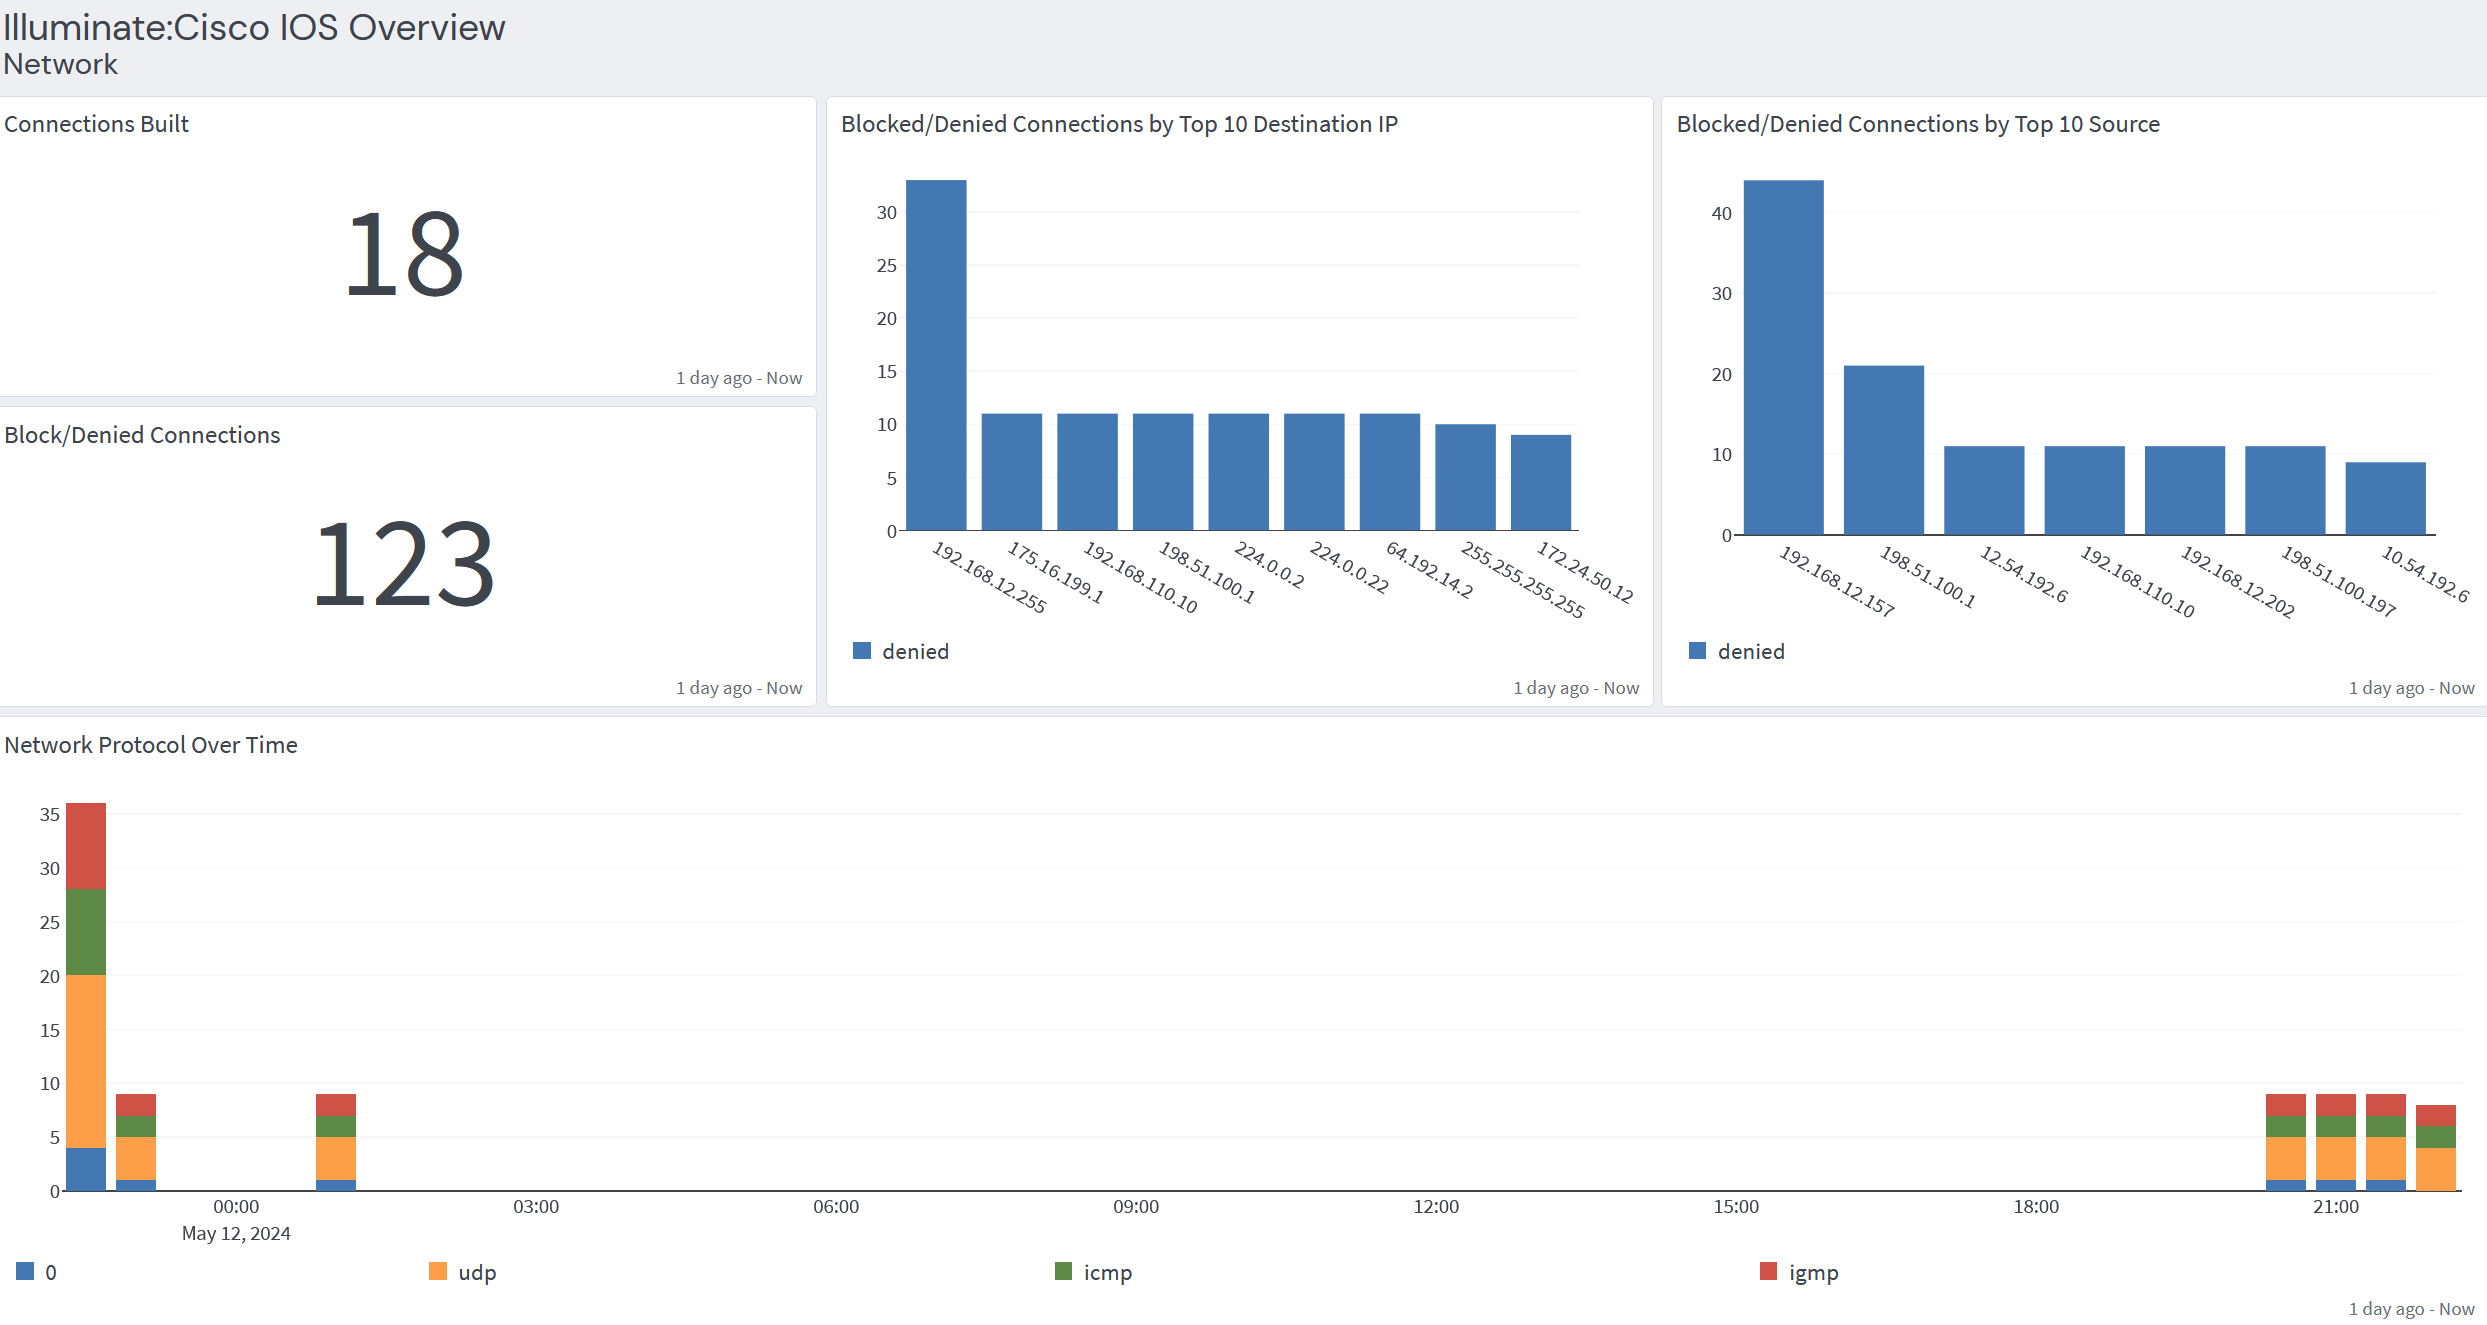 Illuminate:Cisco IOS Overview
Network
Connections Built
18
1 day ago - Now
Block/Denied Connections
123
1 day ago - Now
Blocked/Denied Connections by Top 10 Destination IP
30
25
20
15
10
5
0
192.168.12.255
175.16.199.1
192.168.110.10
198.51.100.1
224.0.0.2
224.0.0.22
64.192.14.2
255.255.255.255
172.24.50.12
denied
1 day ago - Now
Blocked/Denied Connections by Top 10 Source
40
30
20
10
0
192.168.12.157
198.51.100.1
12.54.192.6
192.168.110.10
192.168.12.202
198.51.100.197
10.54.192.6
denied
1 day ago - Now
Network Protocol Over Time
35
30
25
20
15
10
5
0
00:00 03:00 06:00 09:00 12:00 15:00 18:00 21:00
May 12, 2024
0 udp icmp igmp
1 day ago - Now